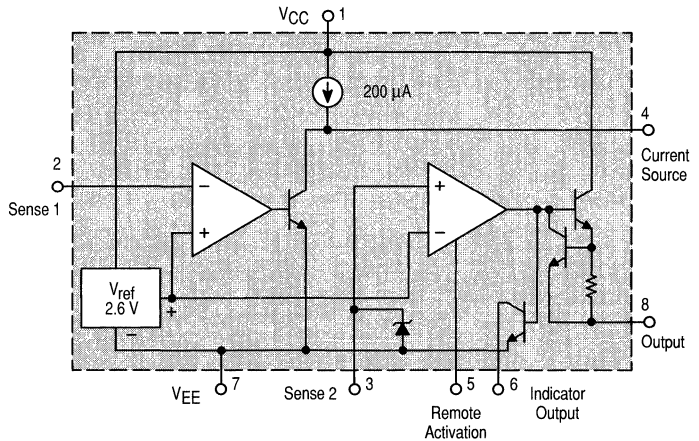 VCC 1
200 µA
4
Current
Source
2
Sense 1
−
+
+
−
Vref
2.6 V
+
−
8
Output
VEE 7
Sense 2 3
5
Remote
Activation
6
Indicator
Output